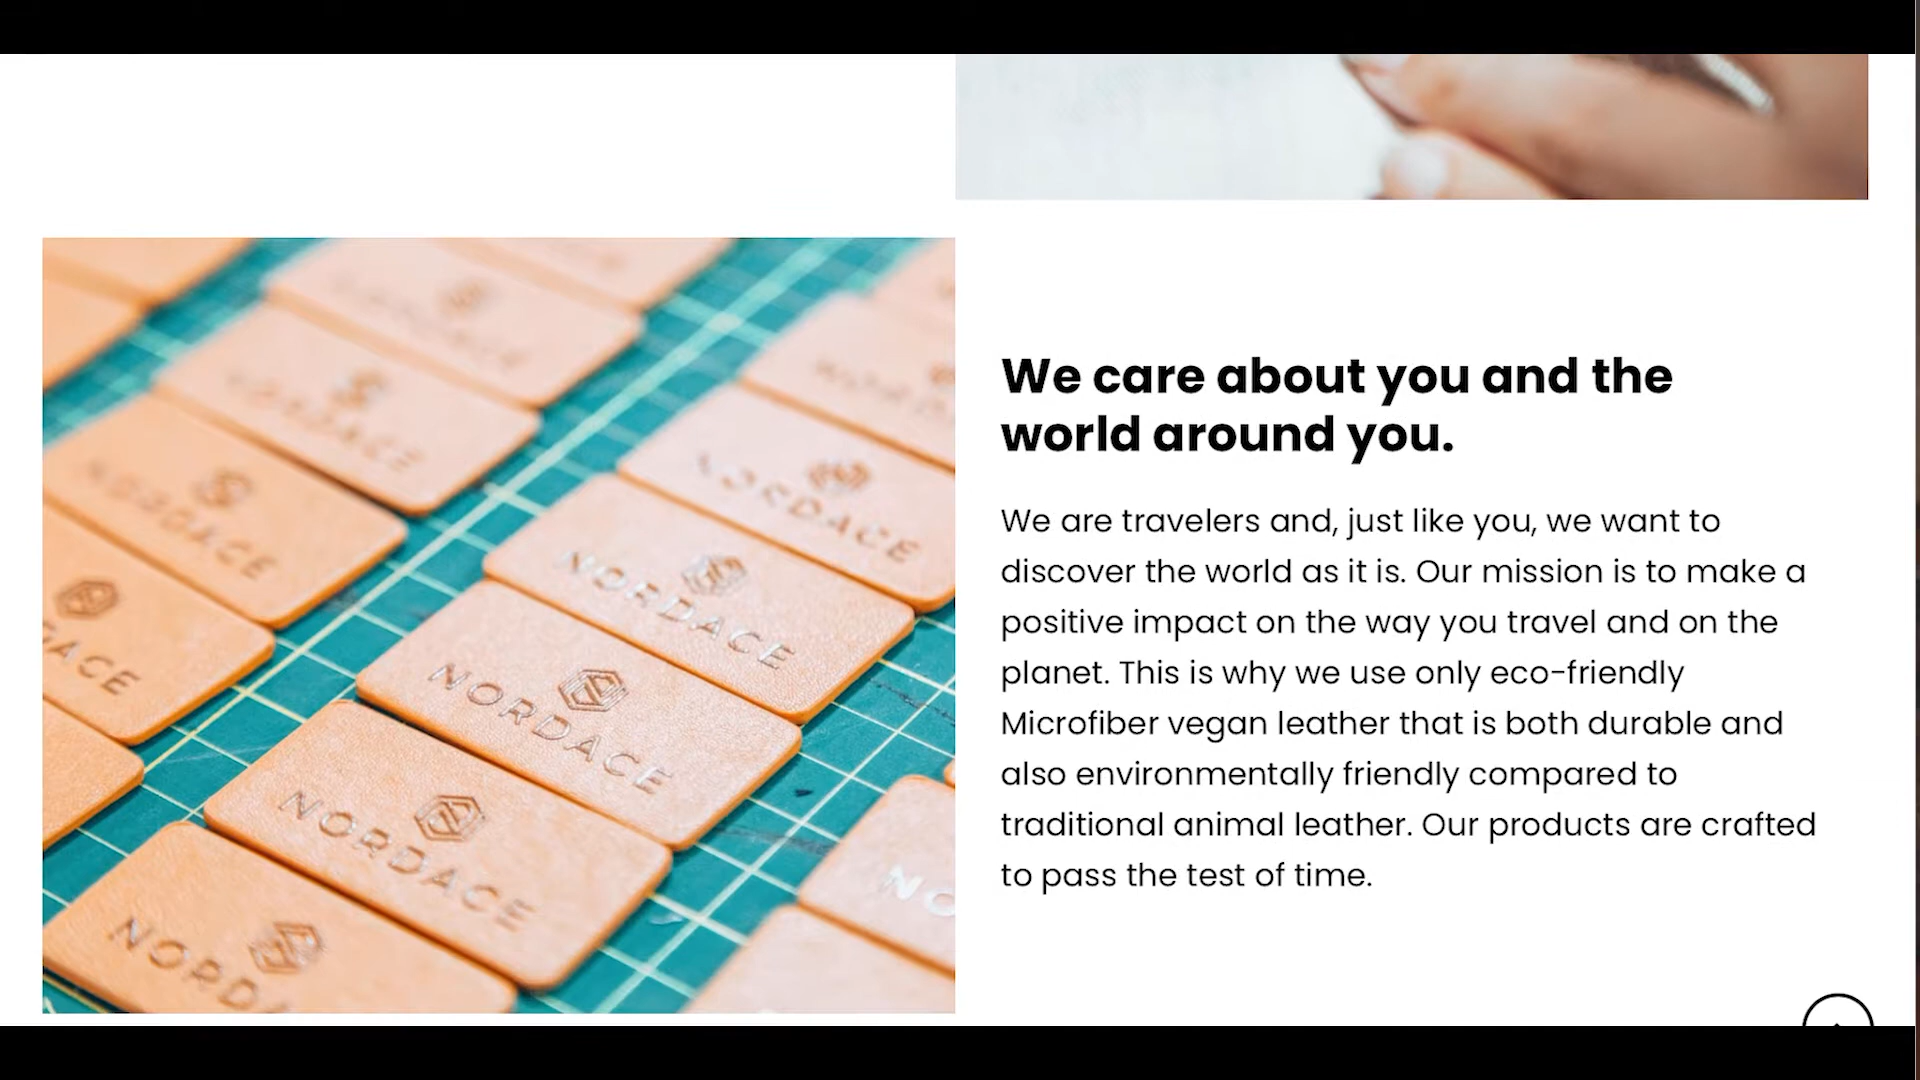 We care about you and the
world around you.
We are travelers and, just like you, we want to
discover the world as it is. Our mission is to make a
positive impact on the way you travel and on the
planet. This is why we use only eco-friendly
Microfiber vegan leather that is both durable and
also environmentally friendly compared to
traditional animal leather. Our products are crafted
to pass the test of time.
NORDACE
NORDACE
NORDACE
NORDACE
NORDACE